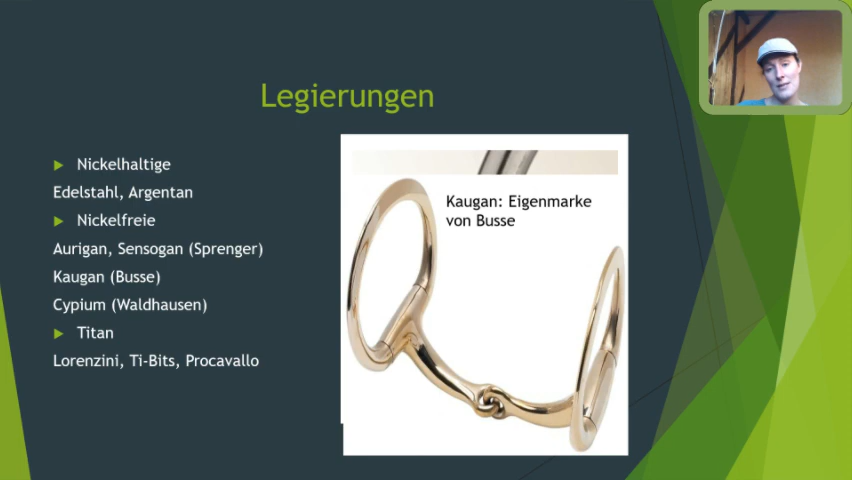 Legierungen
Nickelhaltige
Edelstahl, Argentan
Nickelfreie
Aurigan, Sensogan (Sprenger)
Kaugan (Busse)
Cypium (Waldhausen)
Titan
Lorenzini, Ti-Bits, Procavallo
Kaugan: Eigenmarke
von Busse